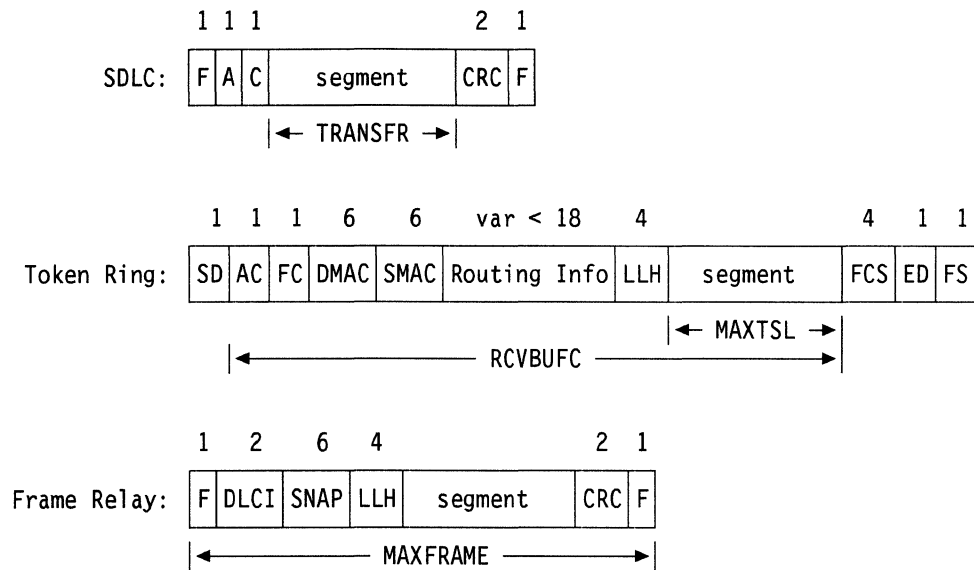 1 1 1 2 1
SDLC: F A C segment CRC F
TRANSFR
1 1 1 6 6 var < 18 4 4 1 1
Token Ring: SD AC FC DMAC SMAC Routing Info LLH segment FCS ED FS
MAXTSL
RCVBUFC
1 2 6 4 2 1
Frame Relay: F DLCI SNAP LLH segment CRC F
MAXFRAME